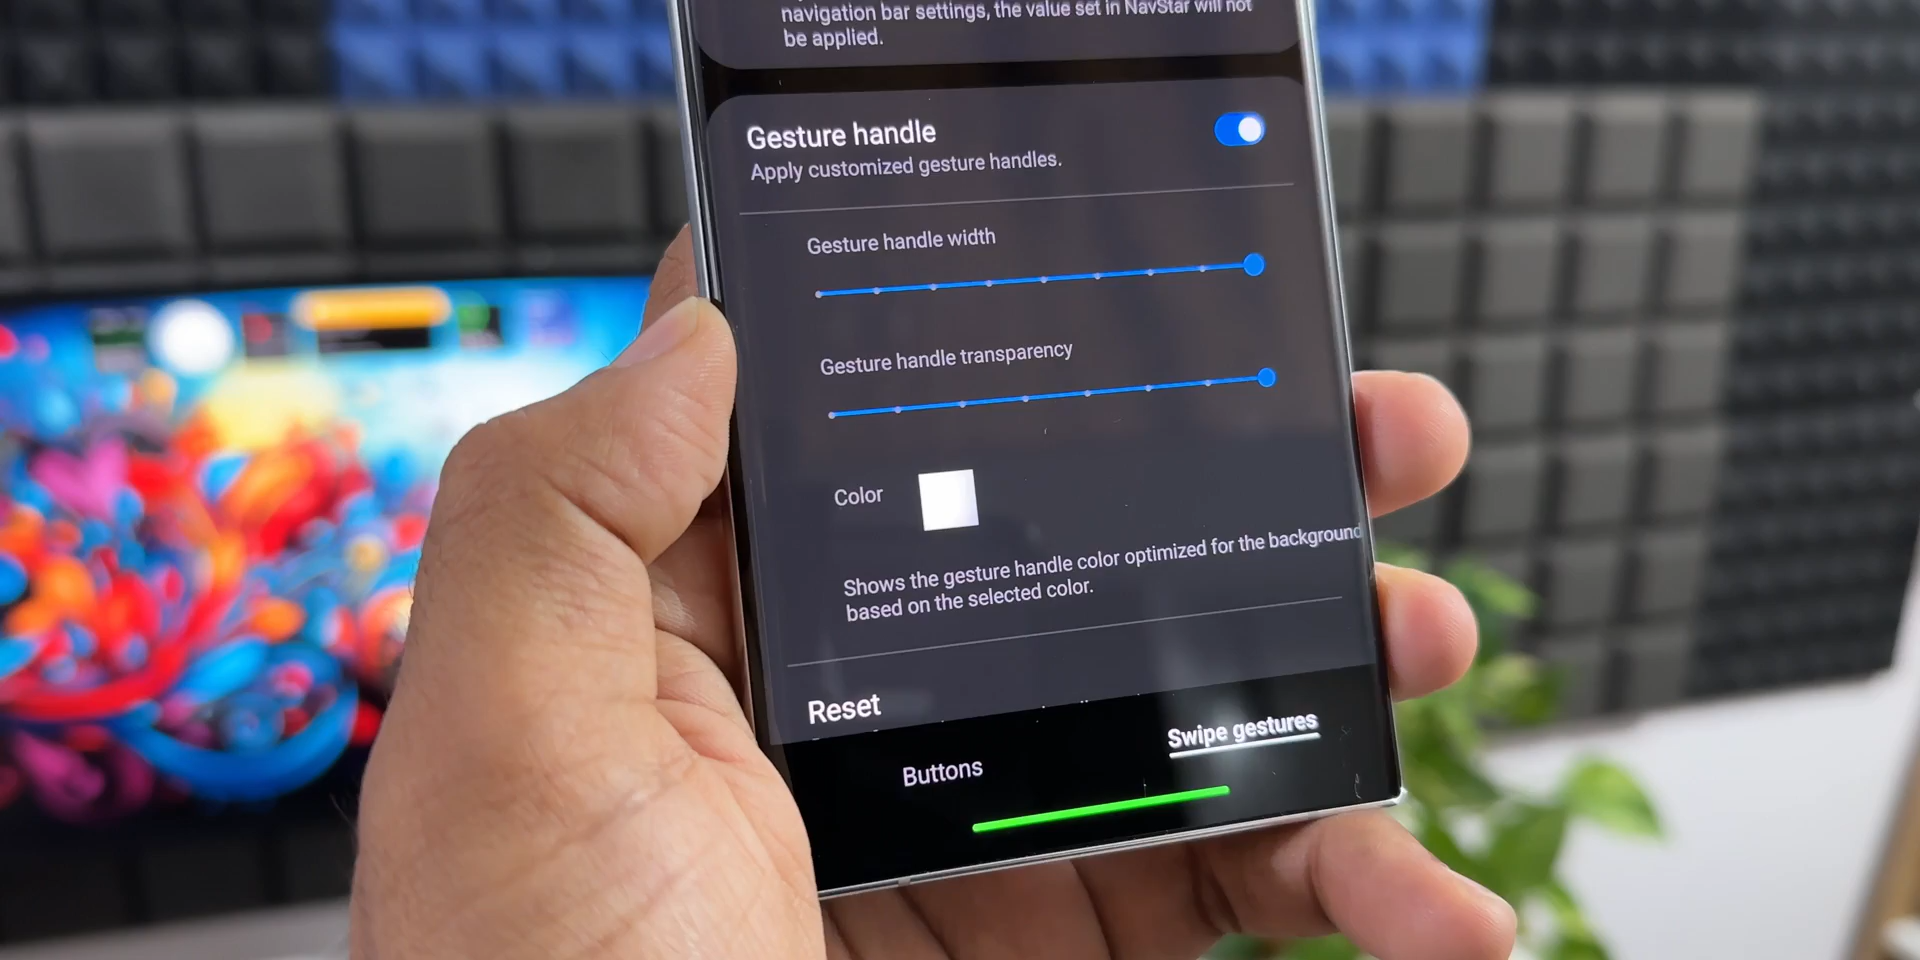 navigation bar settings, the value set in NavStar will not
be applied.
Gesture handle
Apply customized gesture handles.
Gesture handle width
Gesture handle transparency
Color
Shows the gesture handle color optimized for the background
based on the selected color.
Reset
Swipe gestures
Buttons